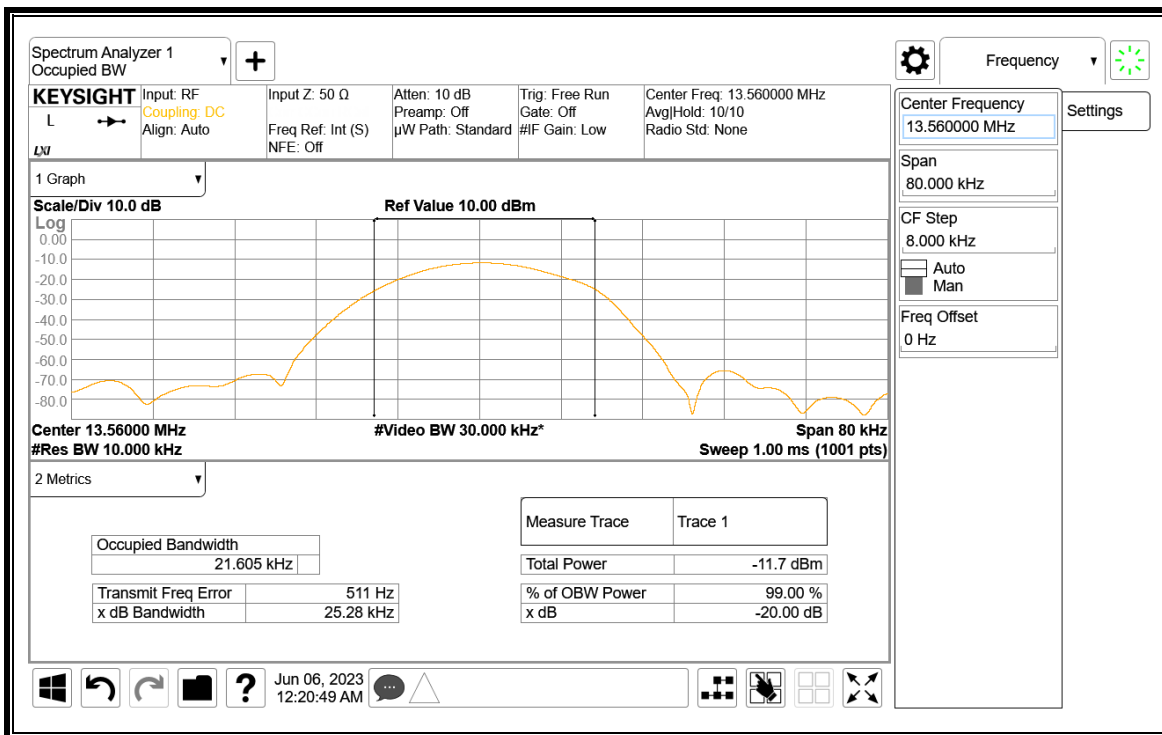 Spectrum Analyzer 1
Occupied BW
▼
+
Frequency
▼
KEYSIGHT
L
LXI
Input: RF
Coupling: DC
Align: Auto
Input Z: 50 Ω
Freq Ref: Int (S)
NFE: Off
Atten: 10 dB
Preamp: Off
µW Path: Standard
Trig: Free Run
Gate: Off
#IF Gain: Low
Center Freq: 13.560000 MHz
Avg|Hold: 10/10
Radio Std: None
Center Frequency
13.560000 MHz
Settings
Span
80.000 kHz
CF Step
8.000 kHz
Auto
Man
Freq Offset
0 Hz
1 Graph ▼
Scale/Div 10.0 dB
Ref Value 10.00 dBm
Log
0.00
-10.0
-20.0
-30.0
-40.0
-50.0
-60.0
-70.0
-80.0
Center 13.56000 MHz
#Video BW 30.000 kHz*
Span 80 kHz
#Res BW 10.000 kHz
Sweep 1.00 ms (1001 pts)
2 Metrics ▼
Occupied Bandwidth
21.605 kHz
Transmit Freq Error 511 Hz
x dB Bandwidth 25.28 kHz
Measure Trace Trace 1
Total Power -11.7 dBm
% of OBW Power 99.00 %
x dB -20.00 dB
?
Jun 06, 2023
12:20:49 AM